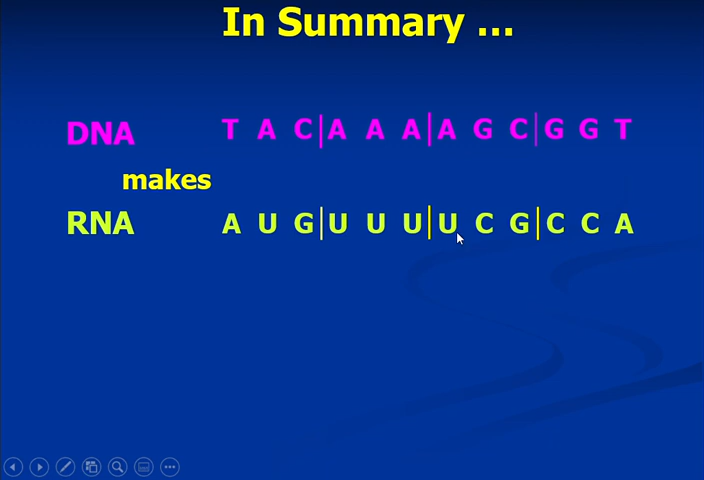 In Summary ...
DNA T A C|A A A|A G C|G G T
makes
RNA A U G|U U U|U C G|C C A